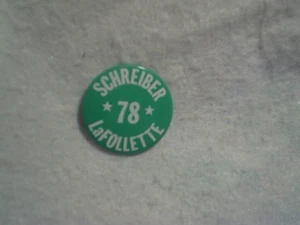 SCHREIBER
★ 78 ★
LaFOLLETTE